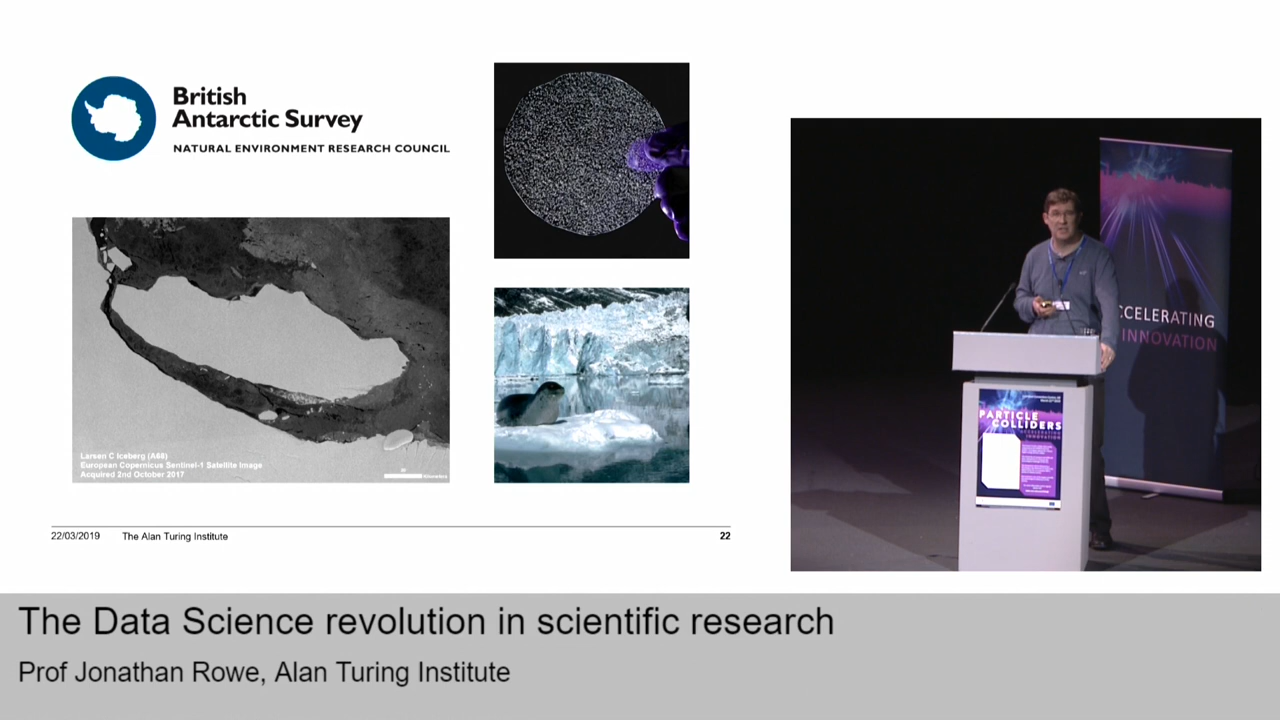 British
Antarctic Survey
NATURAL ENVIRONMENT RESEARCH COUNCIL
Larsen C Iceberg (A68)
European Copernicus Sentinel-1 Satellite Image
Acquired 2nd October 2017
22/03/2019 The Alan Turing Institute 22
CCELERATING
INNOVATION
PARTICLE
COLLIDERS
ACCELERATING
INNOVATION
The Data Science revolution in scientific research
Prof Jonathan Rowe, Alan Turing Institute